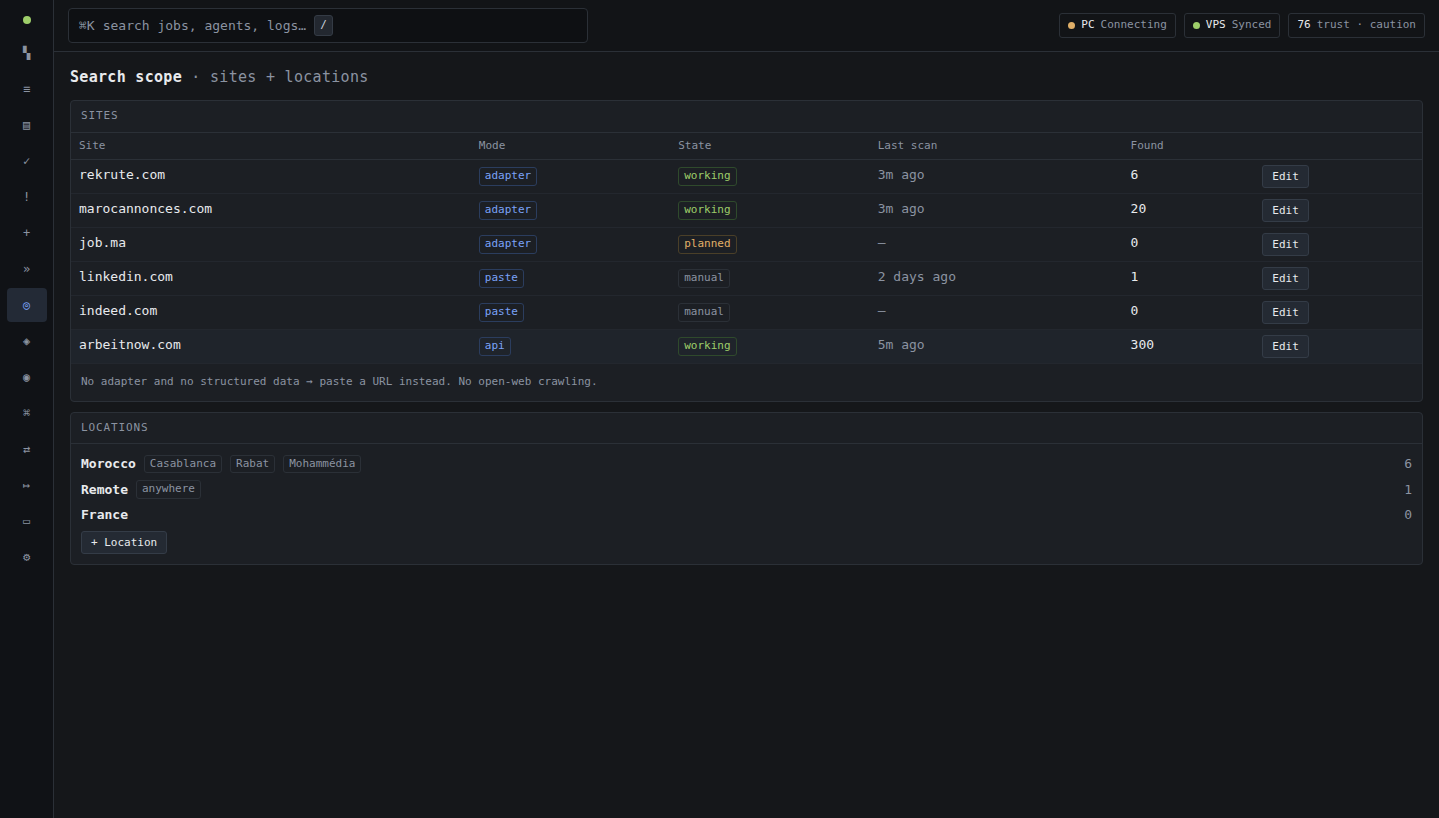 ⌘K search jobs, agents, logs… /
PC Connecting
VPS Synced
76 trust · caution
Search scope · sites + locations
SITES
Site Mode State Last scan Found
rekrute.com adapter working 3m ago 6 Edit
marocannonces.com adapter working 3m ago 20 Edit
job.ma adapter planned — 0 Edit
linkedin.com paste manual 2 days ago 1 Edit
indeed.com paste manual — 0 Edit
arbeitnow.com api working 5m ago 300 Edit
No adapter and no structured data → paste a URL instead. No open-web crawling.
LOCATIONS
Morocco Casablanca Rabat Mohammédia 6
Remote anywhere 1
France 0
+ Location